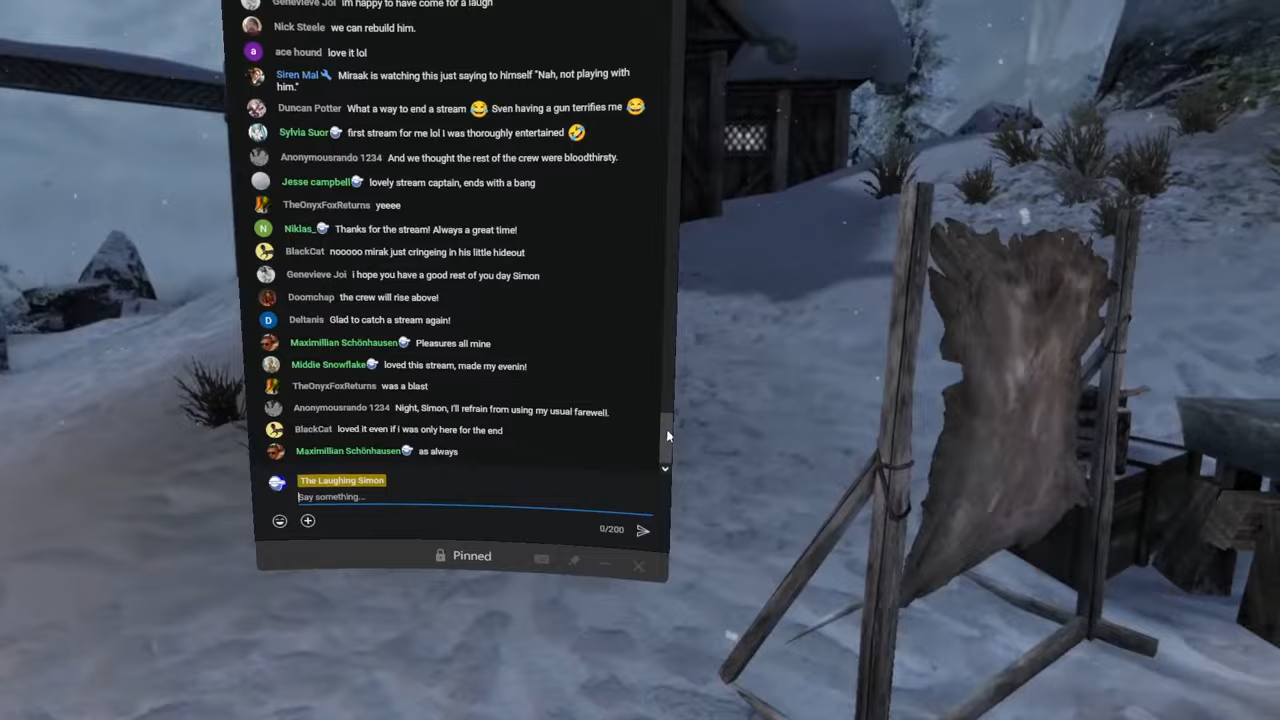 Genevieve Joi im happy to have come for a laugh
Nick Steele we can rebuild him.
a ace hound love it lol
Siren Mal Miraak is watching this just saying to himself "Nah, not playing with
him."
Duncan Potter What a way to end a stream 😂 Sven having a gun terrifies me 😂
Sylvia Suor first stream for me lol I was thoroughly entertained 🤣
Anonymousrando 1234 And we thought the rest of the crew were bloodthirsty.
Jesse campbell lovely stream captain, ends with a bang
TheOnyxFoxReturns yeeee
N Niklas_ Thanks for the stream! Always a great time!
BlackCat nooooo mirak just cringeing in his little hideout
Genevieve Joi i hope you have a good rest of you day Simon
Doomchap the crew will rise above!
D Deltanis Glad to catch a stream again!
Maximillian Schönhausen Pleasures all mine
Middie Snowflake loved this stream, made my evenin!
TheOnyxFoxReturns was a blast
Anonymousrando 1234 Night, Simon, I'll refrain from using my usual farewell.
BlackCat loved it even if i was only here for the end
Maximillian Schönhausen as always
The Laughing Simon
Say something...
0/200
Pinned